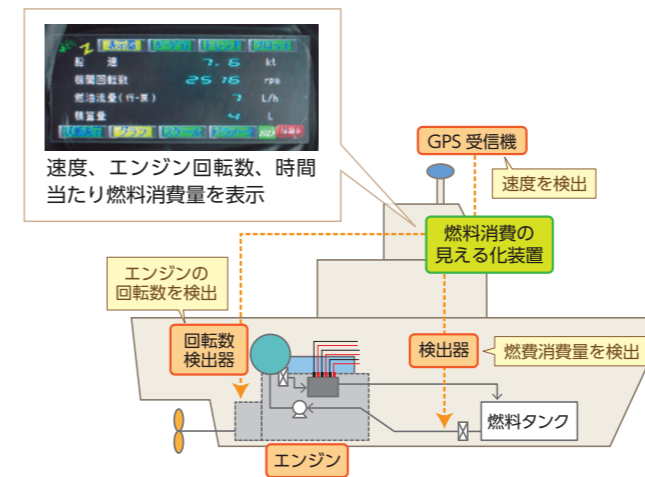 船 速 7.6 kt
機関回転数 2516 rpm
燃油流量(行-戻) 7 L/h
積算量 4 L
グラフ
速度、エンジン回転数、時間
当たり燃料消費量を表示
GPS 受信機
速度を検出
燃料消費の
見える化装置
エンジンの
回転数を検出
回転数
検出器
検出器
燃費消費量を検出
燃料タンク
エンジン